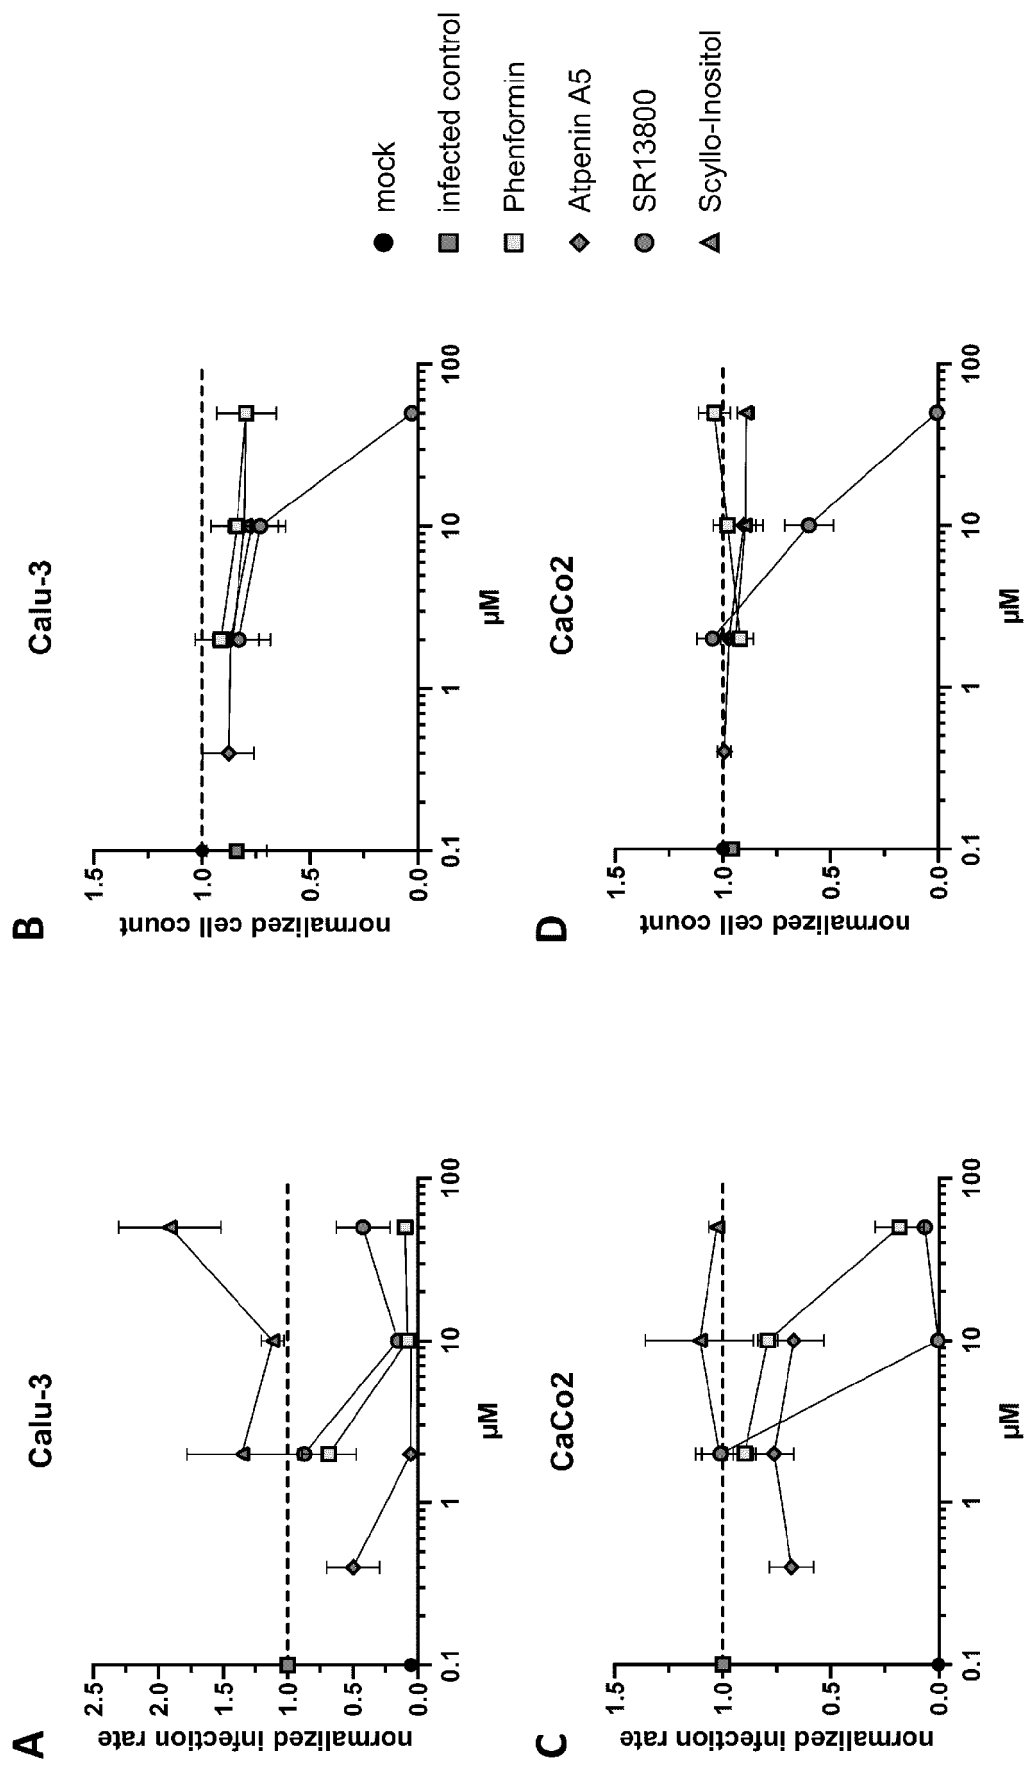 A
Calu-3
normalized infection rate
2.5
2.0
1.5
1.0
0.5
0.0
0.1
1
10
100
µM
B
Calu-3
normalized cell count
1.5
1.0
0.5
0.0
0.1
1
10
100
µM
C
CaCo2
normalized infection rate
1.5
1.0
0.5
0.0
0.1
1
10
100
µM
D
CaCo2
normalized cell count
1.5
1.0
0.5
0.0
0.1
1
10
100
µM
mock
infected control
Phenformin
Atpenin A5
SR13800
Scyllo-Inositol